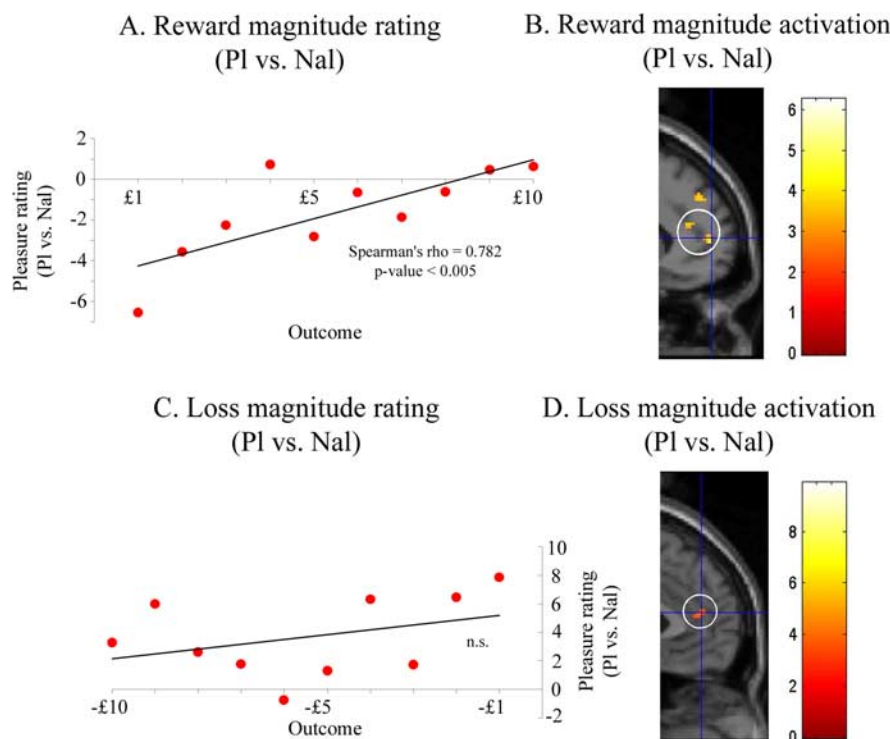 A. Reward magnitude rating
(Pl vs. Nal)
B. Reward magnitude activation
(Pl vs. Nal)
Pleasure rating
(Pl vs. Nal)
2
0
-2
-4
-6
£1
£5
£10
Spearman's rho = 0.782
p-value < 0.005
Outcome
6
5
4
3
2
1
0
C. Loss magnitude rating
(Pl vs. Nal)
D. Loss magnitude activation
(Pl vs. Nal)
10
8
6
4
2
0
-2
Pleasure rating
(Pl vs. Nal)
n.s.
-£10
-£5
-£1
Outcome
8
6
4
2
0